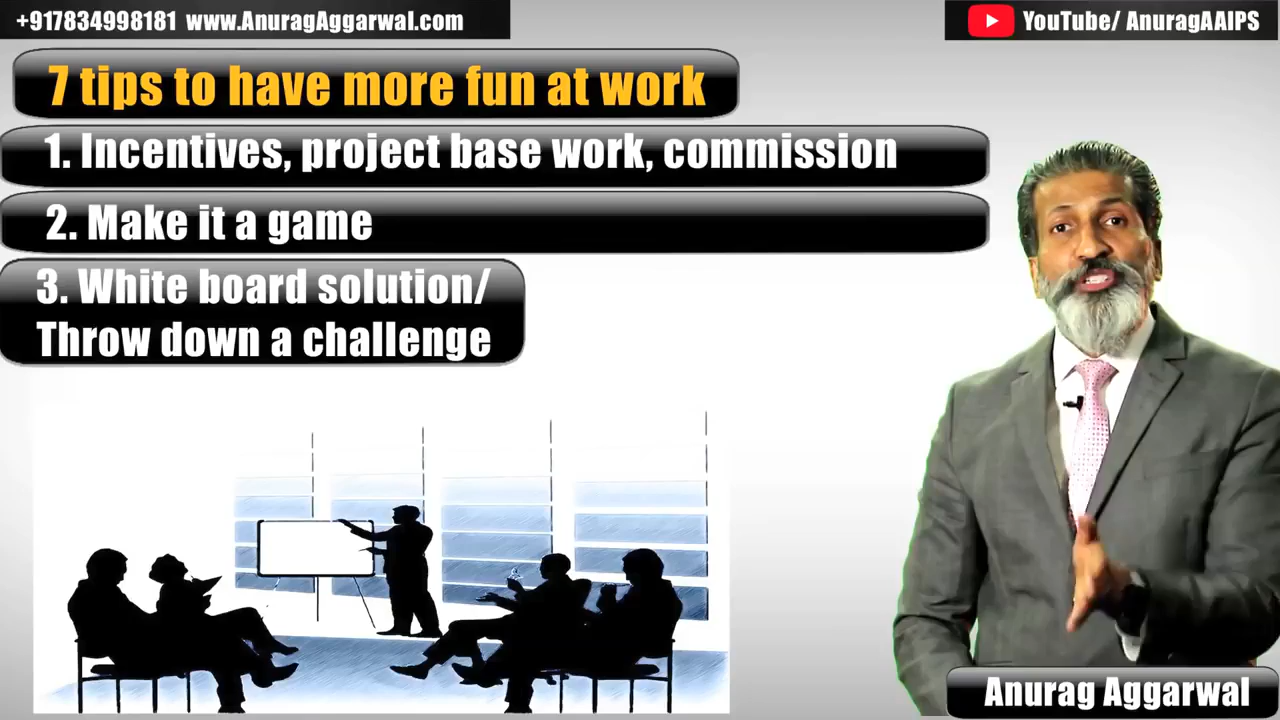 +917834998181 www.AnuragAggarwal.com
YouTube/ AnuragAAIPS
7 tips to have more fun at work
1. Incentives, project base work, commission
2. Make it a game
3. White board solution/
Throw down a challenge
Anurag Aggarwal